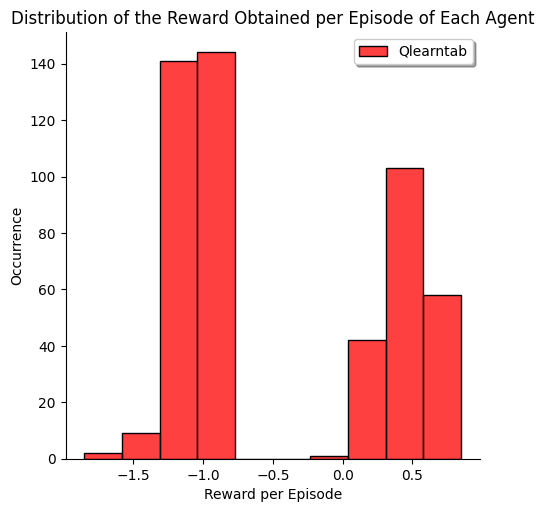 Distribution of the Reward Obtained per Episode of Each Agent
Qlearntab
140
120
100
80
60
40
20
0
Occurrence
−1.5 −1.0 −0.5 0.0 0.5
Reward per Episode